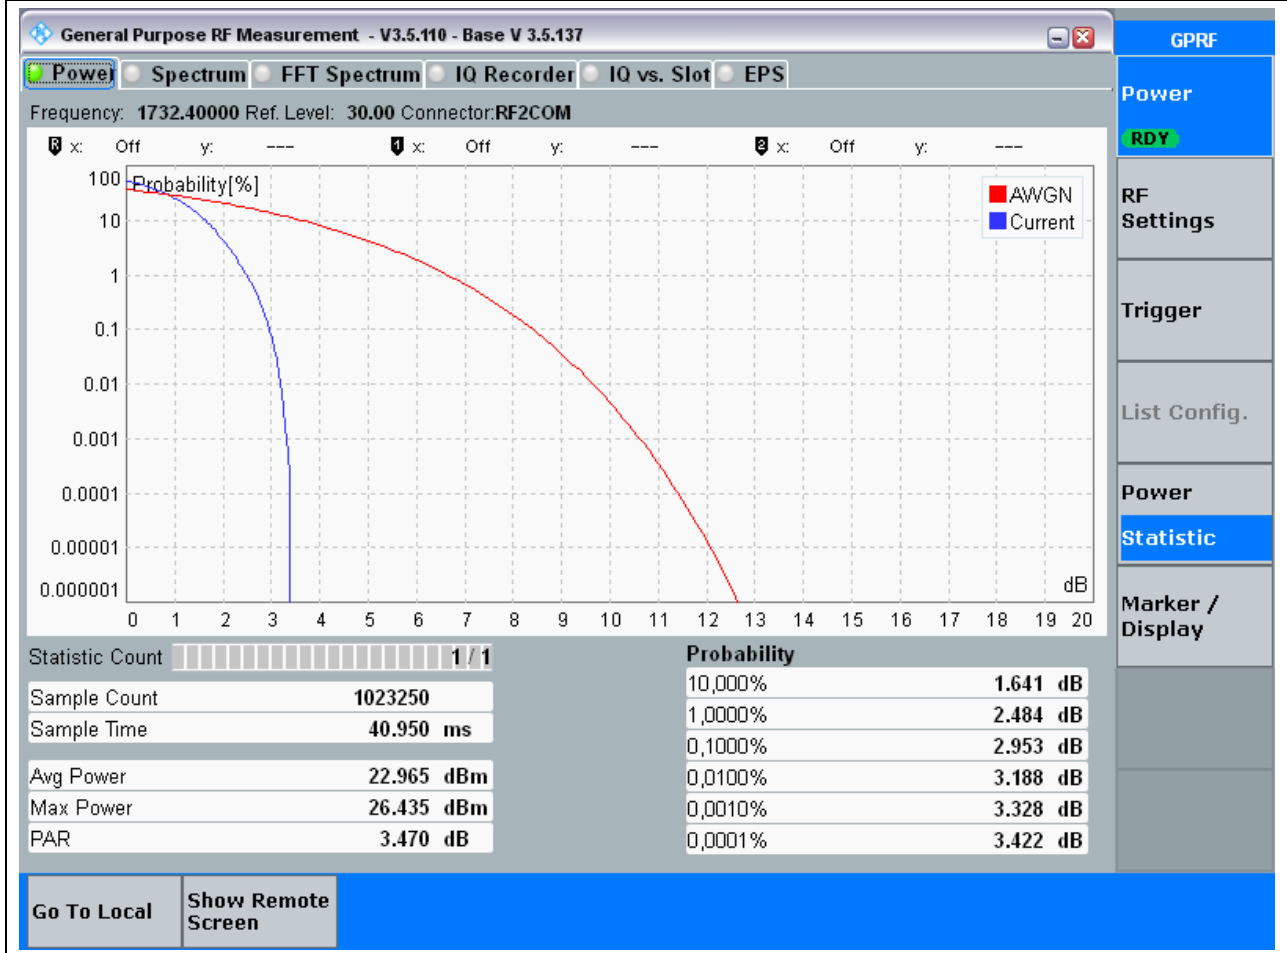 General Purpose RF Measurement - V3.5.110 - Base V 3.5.137
GPRF
Power Spectrum FFT Spectrum IQ Recorder IQ vs. Slot EPS
Frequency: 1732.40000 Ref. Level: 30.00 Connector:RF2COM
R x: Off y: --- 1 x: Off y: --- 2 x: Off y: ---
Probability[%]
AWGN
Current
100
10
1
0.1
0.01
0.001
0.0001
0.00001
0.000001
dB
0 1 2 3 4 5 6 7 8 9 10 11 12 13 14 15 16 17 18 19 20
Statistic Count 1 / 1
Sample Count 1023250
Sample Time 40.950 ms
Avg Power 22.965 dBm
Max Power 26.435 dBm
PAR 3.470 dB
Probability
10,000% 1.641 dB
1,0000% 2.484 dB
0,1000% 2.953 dB
0,0100% 3.188 dB
0,0010% 3.328 dB
0,0001% 3.422 dB
Power
RDY
RF
Settings
Trigger
List Config.
Power
Statistic
Marker /
Display
Go To Local
Show Remote
Screen